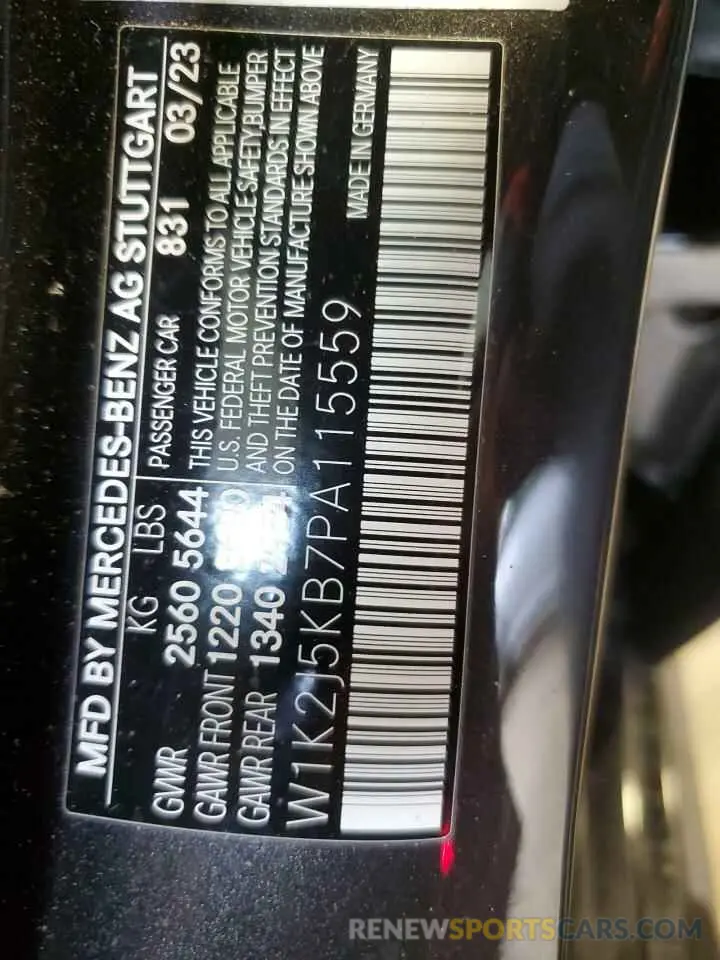 MFD BY MERCEDES-BENZ AG STUTTGART
KG LBS PASSENGER CAR 831 03/23
GVWR 2560 5644
GAWR FRONT 1220
GAWR REAR 1340
THIS VEHICLE CONFORMS TO ALL APPLICABLE
U.S. FEDERAL MOTOR VEHICLE SAFETY, BUMPER
AND THEFT PREVENTION STANDARDS IN EFFECT
ON THE DATE OF MANUFACTURE SHOWN ABOVE
W1K2J5KB7PA115559 MADE IN GERMANY
RENEWSPORTSCARS.COM